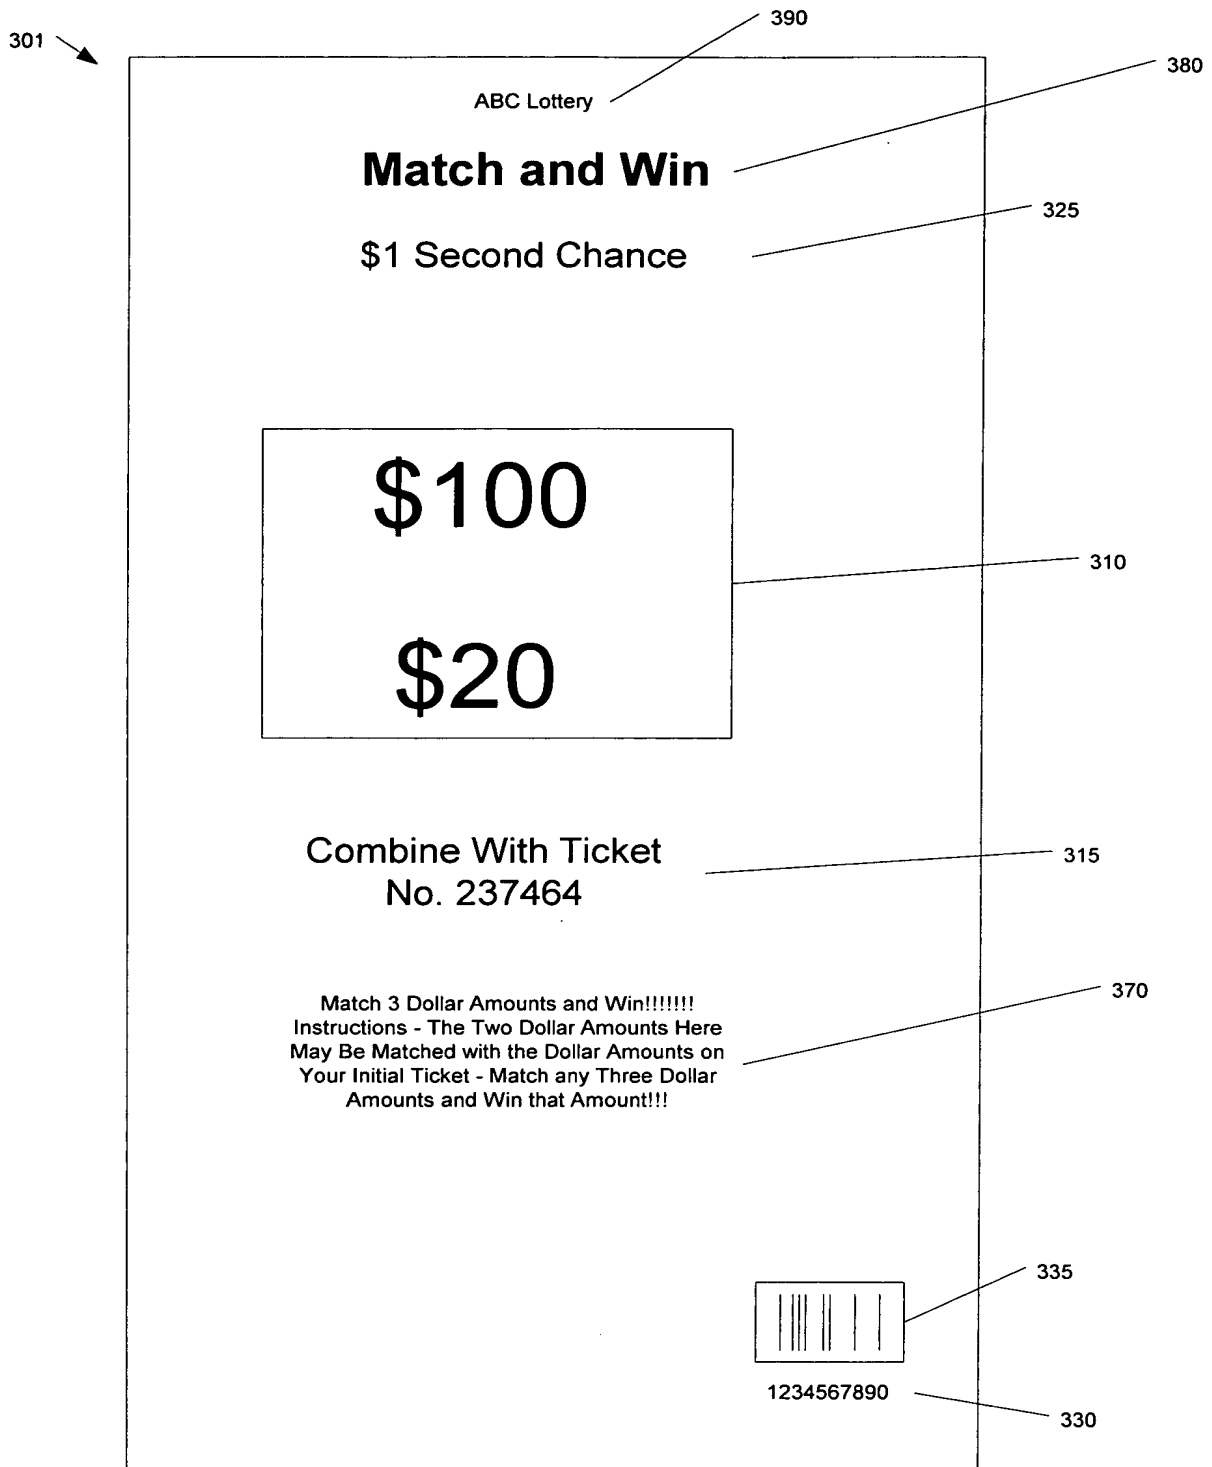 390
301
380
ABC Lottery
Match and Win
325
$1 Second Chance
$100
310
$20
Combine With Ticket
315
No. 237464
370
Match 3 Dollar Amounts and Win!!!!!!!
Instructions - The Two Dollar Amounts Here
May Be Matched with the Dollar Amounts on
Your Initial Ticket - Match any Three Dollar
Amounts and Win that Amount!!!
335
1234567890
330